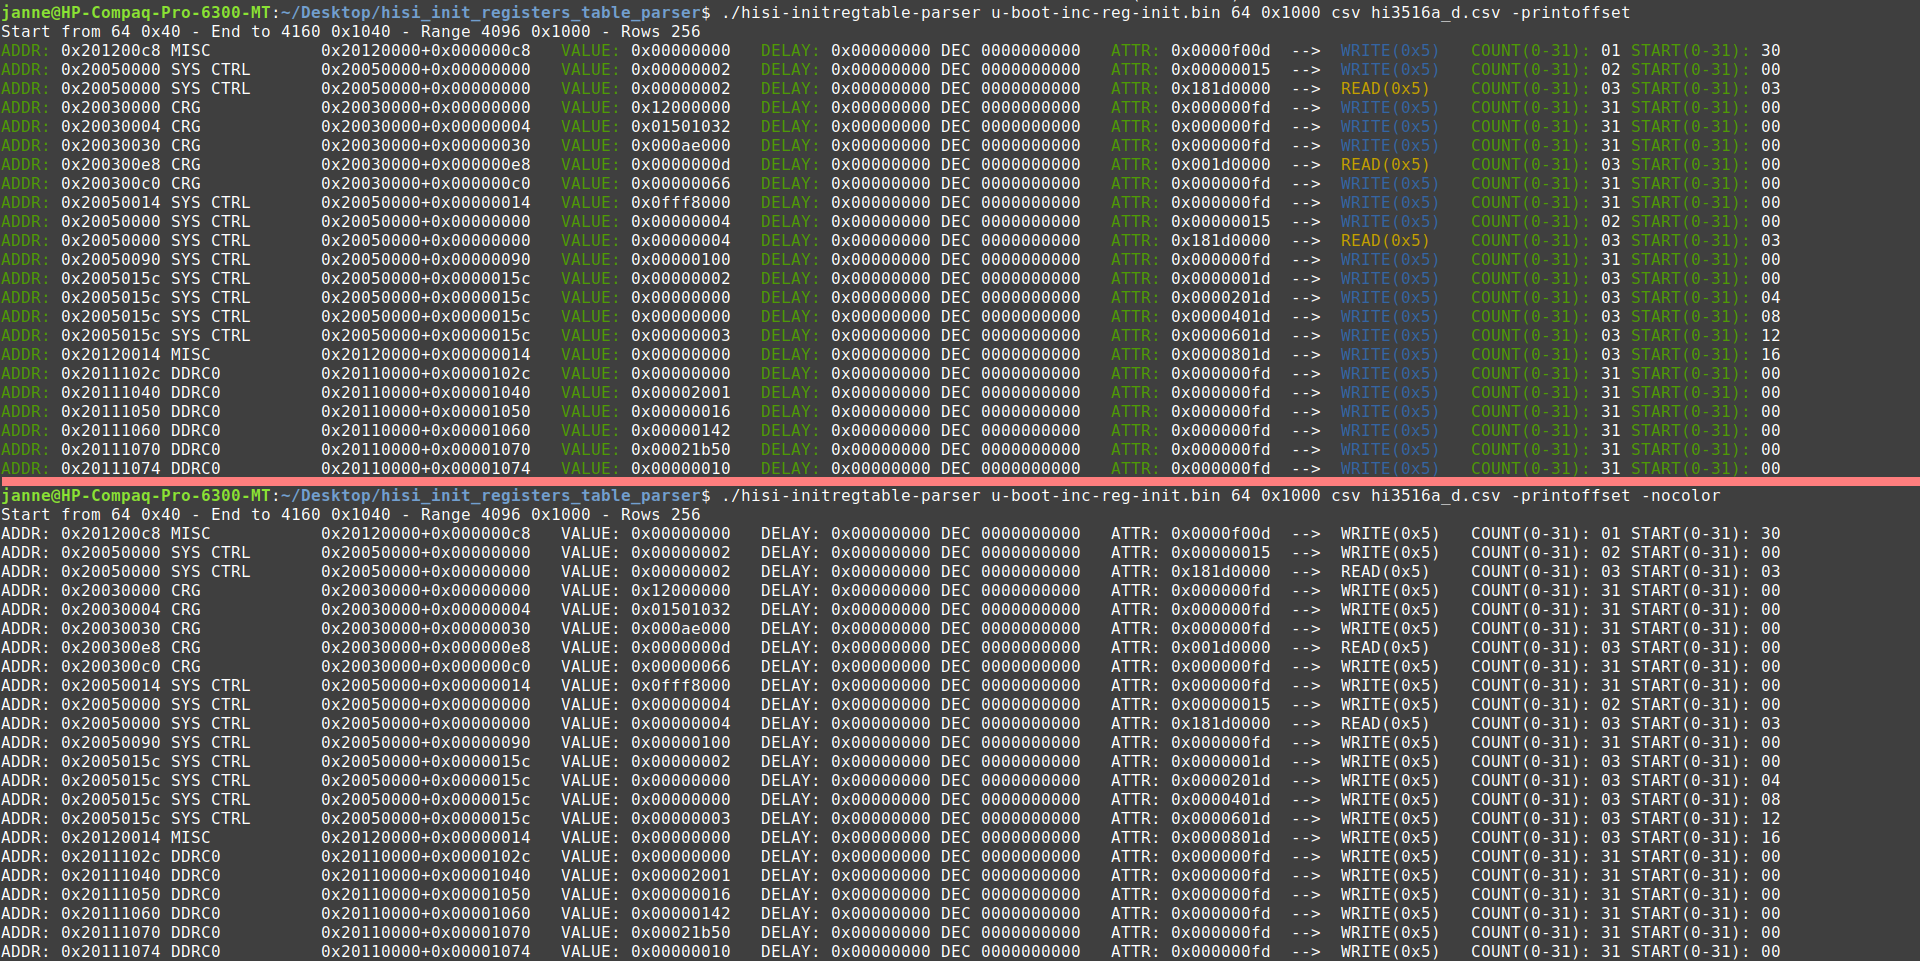 janne@HP-Compaq-Pro-6300-MT:~/Desktop/hisi_init_registers_table_parser$ ./hisi-initregtable-parser u-boot-inc-reg-init.bin 64 0x1000 csv hi3516a_d.csv -printoffset
Start from 64 0x40 - End to 4160 0x1040 - Range 4096 0x1000 - Rows 256
ADDR: 0x201200c8 MISC           0x20120000+0x000000c8   VALUE: 0x00000000   DELAY: 0x00000000 DEC 0000000000   ATTR: 0x0000f00d  -->  WRITE(0x5)   COUNT(0-31): 01 START(0-31): 30
ADDR: 0x20050000 SYS CTRL       0x20050000+0x00000000   VALUE: 0x00000002   DELAY: 0x00000000 DEC 0000000000   ATTR: 0x00000015  -->  WRITE(0x5)   COUNT(0-31): 02 START(0-31): 00
ADDR: 0x20050000 SYS CTRL       0x20050000+0x00000000   VALUE: 0x00000002   DELAY: 0x00000000 DEC 0000000000   ATTR: 0x181d0000  -->  READ(0x5)    COUNT(0-31): 03 START(0-31): 03
ADDR: 0x20030000 CRG            0x20030000+0x00000000   VALUE: 0x12000000   DELAY: 0x00000000 DEC 0000000000   ATTR: 0x000000fd  -->  WRITE(0x5)   COUNT(0-31): 31 START(0-31): 00
ADDR: 0x20030004 CRG            0x20030000+0x00000004   VALUE: 0x01501032   DELAY: 0x00000000 DEC 0000000000   ATTR: 0x000000fd  -->  WRITE(0x5)   COUNT(0-31): 31 START(0-31): 00
ADDR: 0x20030030 CRG            0x20030000+0x00000030   VALUE: 0x000ae000   DELAY: 0x00000000 DEC 0000000000   ATTR: 0x000000fd  -->  WRITE(0x5)   COUNT(0-31): 31 START(0-31): 00
ADDR: 0x200300e8 CRG            0x20030000+0x000000e8   VALUE: 0x0000000d   DELAY: 0x00000000 DEC 0000000000   ATTR: 0x001d0000  -->  READ(0x5)    COUNT(0-31): 03 START(0-31): 00
ADDR: 0x200300c0 CRG            0x20030000+0x000000c0   VALUE: 0x00000066   DELAY: 0x00000000 DEC 0000000000   ATTR: 0x000000fd  -->  WRITE(0x5)   COUNT(0-31): 31 START(0-31): 00
ADDR: 0x20050014 SYS CTRL       0x20050000+0x00000014   VALUE: 0x0fff8000   DELAY: 0x00000000 DEC 0000000000   ATTR: 0x000000fd  -->  WRITE(0x5)   COUNT(0-31): 31 START(0-31): 00
ADDR: 0x20050000 SYS CTRL       0x20050000+0x00000000   VALUE: 0x00000004   DELAY: 0x00000000 DEC 0000000000   ATTR: 0x00000015  -->  WRITE(0x5)   COUNT(0-31): 02 START(0-31): 00
ADDR: 0x20050000 SYS CTRL       0x20050000+0x00000000   VALUE: 0x00000004   DELAY: 0x00000000 DEC 0000000000   ATTR: 0x181d0000  -->  READ(0x5)    COUNT(0-31): 03 START(0-31): 03
ADDR: 0x20050090 SYS CTRL       0x20050000+0x00000090   VALUE: 0x00000100   DELAY: 0x00000000 DEC 0000000000   ATTR: 0x000000fd  -->  WRITE(0x5)   COUNT(0-31): 31 START(0-31): 00
ADDR: 0x2005015c SYS CTRL       0x20050000+0x0000015c   VALUE: 0x00000002   DELAY: 0x00000000 DEC 0000000000   ATTR: 0x0000001d  -->  WRITE(0x5)   COUNT(0-31): 03 START(0-31): 00
ADDR: 0x2005015c SYS CTRL       0x20050000+0x0000015c   VALUE: 0x00000000   DELAY: 0x00000000 DEC 0000000000   ATTR: 0x0000201d  -->  WRITE(0x5)   COUNT(0-31): 03 START(0-31): 04
ADDR: 0x2005015c SYS CTRL       0x20050000+0x0000015c   VALUE: 0x00000000   DELAY: 0x00000000 DEC 0000000000   ATTR: 0x0000401d  -->  WRITE(0x5)   COUNT(0-31): 03 START(0-31): 08
ADDR: 0x2005015c SYS CTRL       0x20050000+0x0000015c   VALUE: 0x00000003   DELAY: 0x00000000 DEC 0000000000   ATTR: 0x0000601d  -->  WRITE(0x5)   COUNT(0-31): 03 START(0-31): 12
ADDR: 0x20120014 MISC           0x20120000+0x00000014   VALUE: 0x00000000   DELAY: 0x00000000 DEC 0000000000   ATTR: 0x0000801d  -->  WRITE(0x5)   COUNT(0-31): 03 START(0-31): 16
ADDR: 0x2011102c DDRC0          0x20110000+0x0000102c   VALUE: 0x00000000   DELAY: 0x00000000 DEC 0000000000   ATTR: 0x000000fd  -->  WRITE(0x5)   COUNT(0-31): 31 START(0-31): 00
ADDR: 0x20111040 DDRC0          0x20110000+0x00001040   VALUE: 0x00002001   DELAY: 0x00000000 DEC 0000000000   ATTR: 0x000000fd  -->  WRITE(0x5)   COUNT(0-31): 31 START(0-31): 00
ADDR: 0x20111050 DDRC0          0x20110000+0x00001050   VALUE: 0x00000016   DELAY: 0x00000000 DEC 0000000000   ATTR: 0x000000fd  -->  WRITE(0x5)   COUNT(0-31): 31 START(0-31): 00
ADDR: 0x20111060 DDRC0          0x20110000+0x00001060   VALUE: 0x00000142   DELAY: 0x00000000 DEC 0000000000   ATTR: 0x000000fd  -->  WRITE(0x5)   COUNT(0-31): 31 START(0-31): 00
ADDR: 0x20111070 DDRC0          0x20110000+0x00001070   VALUE: 0x00021b50   DELAY: 0x00000000 DEC 0000000000   ATTR: 0x000000fd  -->  WRITE(0x5)   COUNT(0-31): 31 START(0-31): 00
ADDR: 0x20111074 DDRC0          0x20110000+0x00001074   VALUE: 0x00000010   DELAY: 0x00000000 DEC 0000000000   ATTR: 0x000000fd  -->  WRITE(0x5)   COUNT(0-31): 31 START(0-31): 00
janne@HP-Compaq-Pro-6300-MT:~/Desktop/hisi_init_registers_table_parser$ ./hisi-initregtable-parser u-boot-inc-reg-init.bin 64 0x1000 csv hi3516a_d.csv -printoffset -nocolor
Start from 64 0x40 - End to 4160 0x1040 - Range 4096 0x1000 - Rows 256
ADDR: 0x201200c8 MISC           0x20120000+0x000000c8   VALUE: 0x00000000   DELAY: 0x00000000 DEC 0000000000   ATTR: 0x0000f00d  -->  WRITE(0x5)   COUNT(0-31): 01 START(0-31): 30
ADDR: 0x20050000 SYS CTRL       0x20050000+0x00000000   VALUE: 0x00000002   DELAY: 0x00000000 DEC 0000000000   ATTR: 0x00000015  -->  WRITE(0x5)   COUNT(0-31): 02 START(0-31): 00
ADDR: 0x20050000 SYS CTRL       0x20050000+0x00000000   VALUE: 0x00000002   DELAY: 0x00000000 DEC 0000000000   ATTR: 0x181d0000  -->  READ(0x5)    COUNT(0-31): 03 START(0-31): 03
ADDR: 0x20030000 CRG            0x20030000+0x00000000   VALUE: 0x12000000   DELAY: 0x00000000 DEC 0000000000   ATTR: 0x000000fd  -->  WRITE(0x5)   COUNT(0-31): 31 START(0-31): 00
ADDR: 0x20030004 CRG            0x20030000+0x00000004   VALUE: 0x01501032   DELAY: 0x00000000 DEC 0000000000   ATTR: 0x000000fd  -->  WRITE(0x5)   COUNT(0-31): 31 START(0-31): 00
ADDR: 0x20030030 CRG            0x20030000+0x00000030   VALUE: 0x000ae000   DELAY: 0x00000000 DEC 0000000000   ATTR: 0x000000fd  -->  WRITE(0x5)   COUNT(0-31): 31 START(0-31): 00
ADDR: 0x200300e8 CRG            0x20030000+0x000000e8   VALUE: 0x0000000d   DELAY: 0x00000000 DEC 0000000000   ATTR: 0x001d0000  -->  READ(0x5)    COUNT(0-31): 03 START(0-31): 00
ADDR: 0x200300c0 CRG            0x20030000+0x000000c0   VALUE: 0x00000066   DELAY: 0x00000000 DEC 0000000000   ATTR: 0x000000fd  -->  WRITE(0x5)   COUNT(0-31): 31 START(0-31): 00
ADDR: 0x20050014 SYS CTRL       0x20050000+0x00000014   VALUE: 0x0fff8000   DELAY: 0x00000000 DEC 0000000000   ATTR: 0x000000fd  -->  WRITE(0x5)   COUNT(0-31): 31 START(0-31): 00
ADDR: 0x20050000 SYS CTRL       0x20050000+0x00000000   VALUE: 0x00000004   DELAY: 0x00000000 DEC 0000000000   ATTR: 0x00000015  -->  WRITE(0x5)   COUNT(0-31): 02 START(0-31): 00
ADDR: 0x20050000 SYS CTRL       0x20050000+0x00000000   VALUE: 0x00000004   DELAY: 0x00000000 DEC 0000000000   ATTR: 0x181d0000  -->  READ(0x5)    COUNT(0-31): 03 START(0-31): 03
ADDR: 0x20050090 SYS CTRL       0x20050000+0x00000090   VALUE: 0x00000100   DELAY: 0x00000000 DEC 0000000000   ATTR: 0x000000fd  -->  WRITE(0x5)   COUNT(0-31): 31 START(0-31): 00
ADDR: 0x2005015c SYS CTRL       0x20050000+0x0000015c   VALUE: 0x00000002   DELAY: 0x00000000 DEC 0000000000   ATTR: 0x0000001d  -->  WRITE(0x5)   COUNT(0-31): 03 START(0-31): 00
ADDR: 0x2005015c SYS CTRL       0x20050000+0x0000015c   VALUE: 0x00000000   DELAY: 0x00000000 DEC 0000000000   ATTR: 0x0000201d  -->  WRITE(0x5)   COUNT(0-31): 03 START(0-31): 04
ADDR: 0x2005015c SYS CTRL       0x20050000+0x0000015c   VALUE: 0x00000000   DELAY: 0x00000000 DEC 0000000000   ATTR: 0x0000401d  -->  WRITE(0x5)   COUNT(0-31): 03 START(0-31): 08
ADDR: 0x2005015c SYS CTRL       0x20050000+0x0000015c   VALUE: 0x00000003   DELAY: 0x00000000 DEC 0000000000   ATTR: 0x0000601d  -->  WRITE(0x5)   COUNT(0-31): 03 START(0-31): 12
ADDR: 0x20120014 MISC           0x20120000+0x00000014   VALUE: 0x00000000   DELAY: 0x00000000 DEC 0000000000   ATTR: 0x0000801d  -->  WRITE(0x5)   COUNT(0-31): 03 START(0-31): 16
ADDR: 0x2011102c DDRC0          0x20110000+0x0000102c   VALUE: 0x00000000   DELAY: 0x00000000 DEC 0000000000   ATTR: 0x000000fd  -->  WRITE(0x5)   COUNT(0-31): 31 START(0-31): 00
ADDR: 0x20111040 DDRC0          0x20110000+0x00001040   VALUE: 0x00002001   DELAY: 0x00000000 DEC 0000000000   ATTR: 0x000000fd  -->  WRITE(0x5)   COUNT(0-31): 31 START(0-31): 00
ADDR: 0x20111050 DDRC0          0x20110000+0x00001050   VALUE: 0x00000016   DELAY: 0x00000000 DEC 0000000000   ATTR: 0x000000fd  -->  WRITE(0x5)   COUNT(0-31): 31 START(0-31): 00
ADDR: 0x20111060 DDRC0          0x20110000+0x00001060   VALUE: 0x00000142   DELAY: 0x00000000 DEC 0000000000   ATTR: 0x000000fd  -->  WRITE(0x5)   COUNT(0-31): 31 START(0-31): 00
ADDR: 0x20111070 DDRC0          0x20110000+0x00001070   VALUE: 0x00021b50   DELAY: 0x00000000 DEC 0000000000   ATTR: 0x000000fd  -->  WRITE(0x5)   COUNT(0-31): 31 START(0-31): 00
ADDR: 0x20111074 DDRC0          0x20110000+0x00001074   VALUE: 0x00000010   DELAY: 0x00000000 DEC 0000000000   ATTR: 0x000000fd  -->  WRITE(0x5)   COUNT(0-31): 31 START(0-31): 00